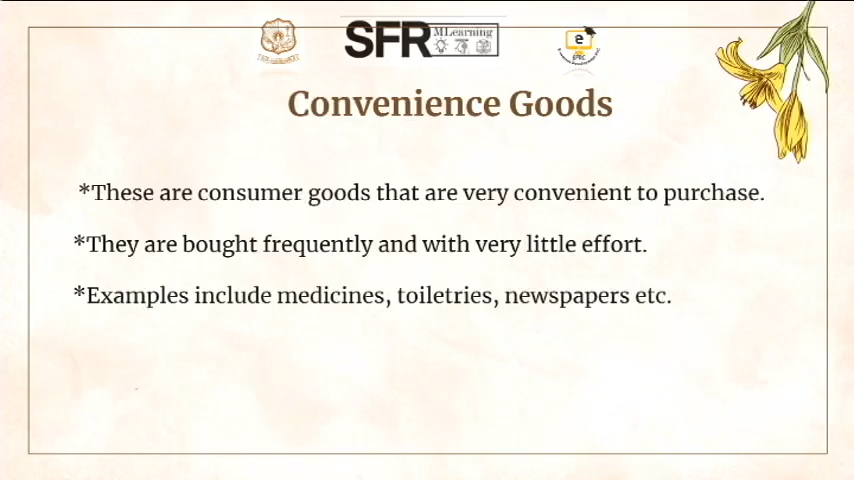 SFR MLearning
e
EPEC
Convenience Goods
*These are consumer goods that are very convenient to purchase.
*They are bought frequently and with very little effort.
*Examples include medicines, toiletries, newspapers etc.